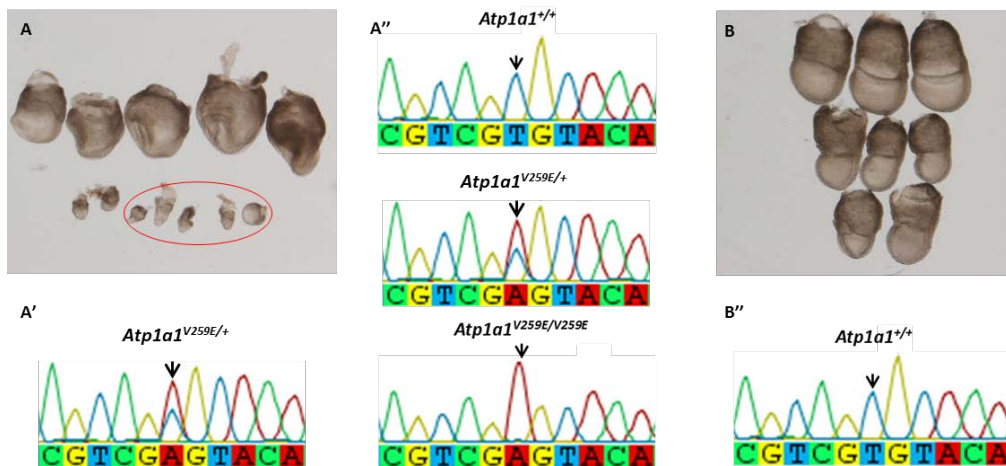 A
A''
Atp1a1+/+
CGTCGTGTACA
B
Atp1a1V259E/+
CGTCGAGTACA
A'
Atp1a1V259E/+
CGTCGAGTACA
Atp1a1V259E/V259E
CGTCGAGTACA
B''
Atp1a1+/+
CGTCGTGTACA